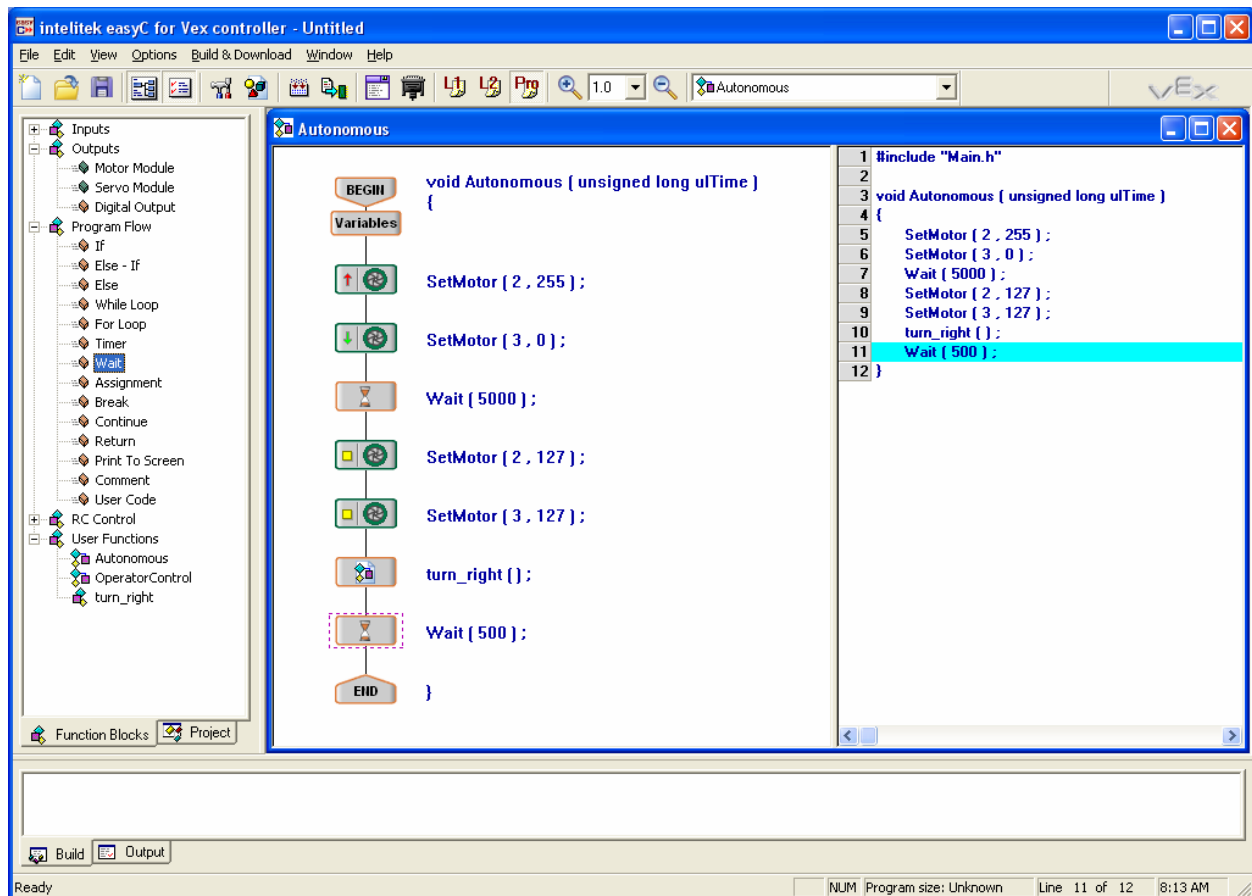 intelitek easyC for Vex controller - Untitled
File Edit View Options Build & Download Window Help
1.0 Autonomous vEx
Inputs
Outputs
Motor Module
Servo Module
Digital Output
Program Flow
If
Else - If
Else
While Loop
For Loop
Timer
Wait
Assignment
Break
Continue
Return
Print To Screen
Comment
User Code
RC Control
User Functions
Autonomous
OperatorControl
turn_right
Function Blocks Project
Autonomous
BEGIN void Autonomous ( unsigned long ulTime )
{
Variables
SetMotor ( 2 , 255 ) ;
SetMotor ( 3 , 0 ) ;
Wait ( 5000 ) ;
SetMotor ( 2 , 127 ) ;
SetMotor ( 3 , 127 ) ;
turn_right ( ) ;
Wait ( 500 ) ;
END }
1 #include "Main.h"
2
3 void Autonomous ( unsigned long ulTime )
4 {
5 SetMotor ( 2 , 255 ) ;
6 SetMotor ( 3 , 0 ) ;
7 Wait ( 5000 ) ;
8 SetMotor ( 2 , 127 ) ;
9 SetMotor ( 3 , 127 ) ;
10 turn_right ( ) ;
11 Wait ( 500 ) ;
12 }
Build Output
Ready NUM Program size: Unknown Line 11 of 12 8:13 AM